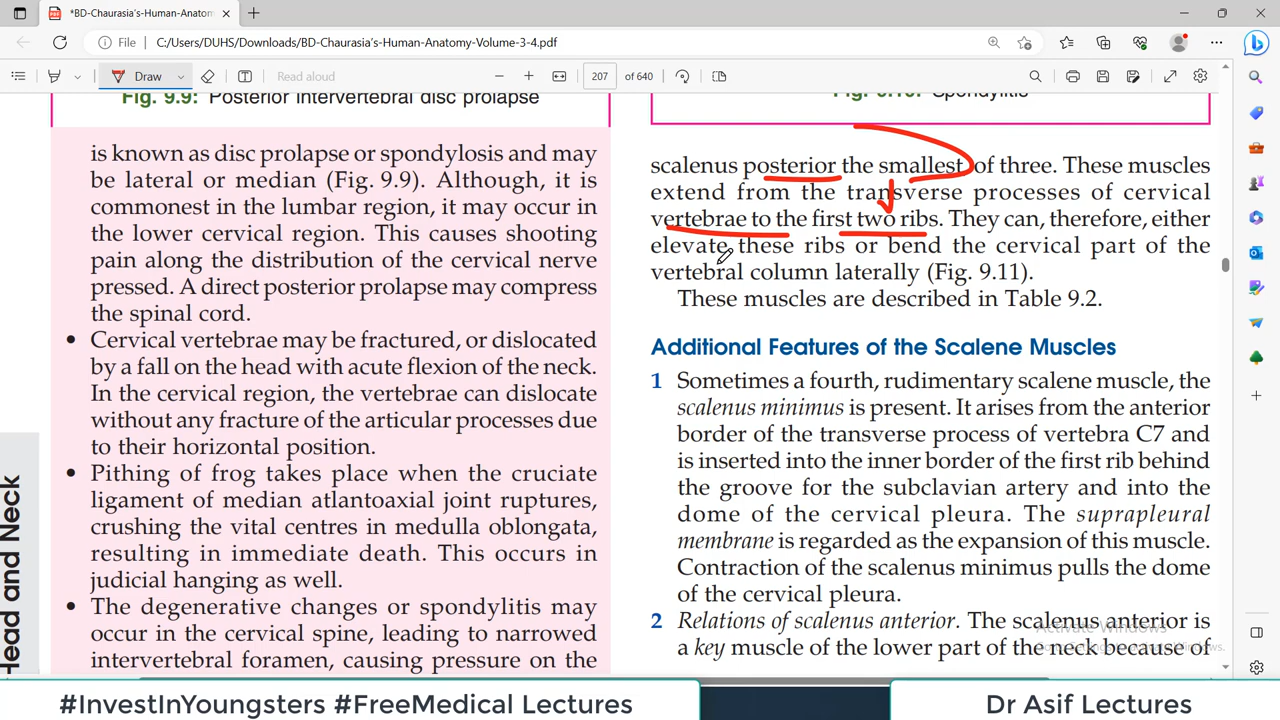 *BD-Chaurasia's-Human-Anatom
File
C:/Users/DUHS/Downloads/BD-Chaurasia's-Human-Anatomy-Volume-3-4.pdf
Draw
Read aloud
207 of 640
Fig. 9.9: Posterior intervertebral disc prolapse
is known as disc prolapse or spondylosis and may
be lateral or median (Fig. 9.9). Although, it is
commonest in the lumbar region, it may occur in
the lower cervical region. This causes shooting
pain along the distribution of the cervical nerve
pressed. A direct posterior prolapse may compress
the spinal cord.
• Cervical vertebrae may be fractured, or dislocated
by a fall on the head with acute flexion of the neck.
In the cervical region, the vertebrae can dislocate
without any fracture of the articular processes due
to their horizontal position.
• Pithing of frog takes place when the cruciate
ligament of median atlantoaxial joint ruptures,
crushing the vital centres in medulla oblongata,
resulting in immediate death. This occurs in
judicial hanging as well.
• The degenerative changes or spondylitis may
occur in the cervical spine, leading to narrowed
intervertebral foramen, causing pressure on the
Head and Neck
Fig. 9.10: Spondylitis
scalenus posterior the smallest of three. These muscles
extend from the transverse processes of cervical
vertebrae to the first two ribs. They can, therefore, either
elevate these ribs or bend the cervical part of the
vertebral column laterally (Fig. 9.11).
These muscles are described in Table 9.2.
Additional Features of the Scalene Muscles
1 Sometimes a fourth, rudimentary scalene muscle, the
scalenus minimus is present. It arises from the anterior
border of the transverse process of vertebra C7 and
is inserted into the inner border of the first rib behind
the groove for the subclavian artery and into the
dome of the cervical pleura. The suprapleural
membrane is regarded as the expansion of this muscle.
Contraction of the scalenus minimus pulls the dome
of the cervical pleura.
2 Relations of scalenus anterior. The scalenus anterior is
a key muscle of the lower part of the neck because of
Activate Windows
#InvestInYoungsters #FreeMedical Lectures
Dr Asif Lectures